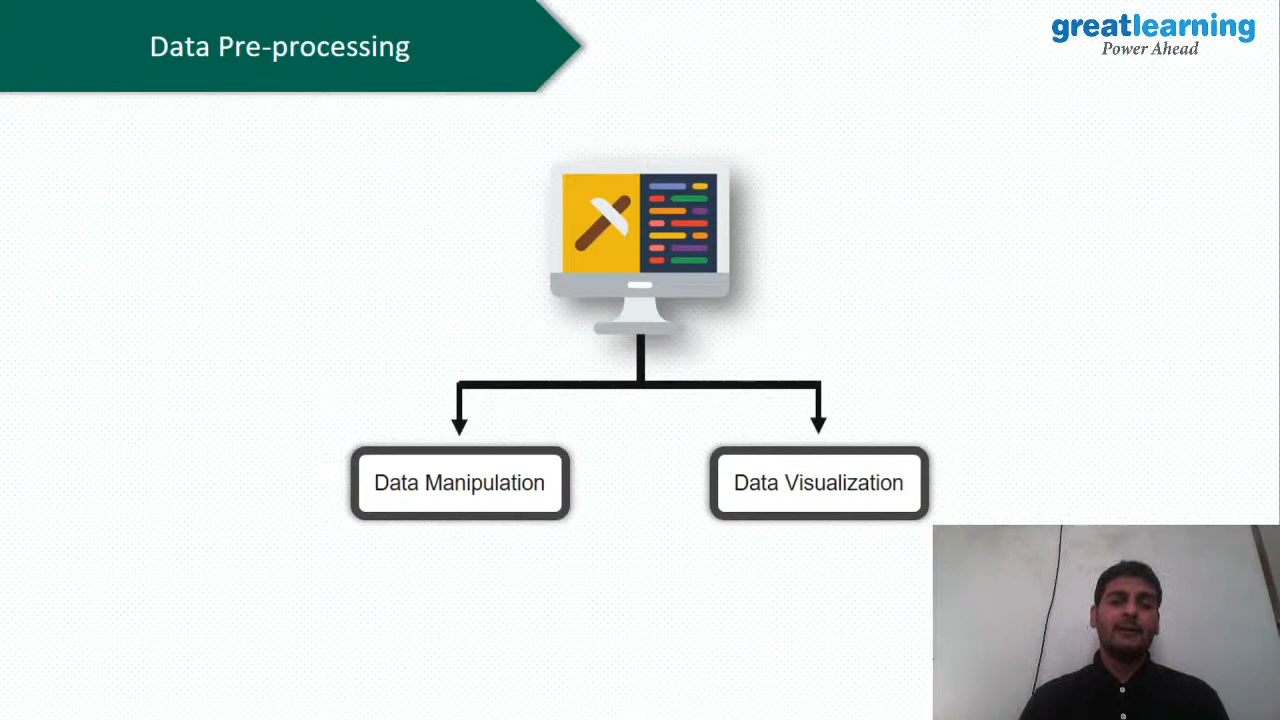 Data Pre-processing
greatlearning
Power Ahead
Data Manipulation
Data Visualization